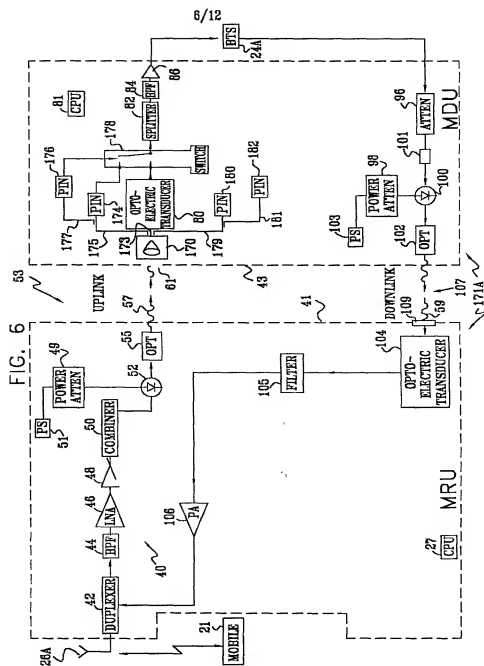 FIG. 6
53
UPLINK
6/12
BTS
24A
26A
42
DUPLEXER
44
BPF
46
LNA
48
50
COMBINER
PS
51
49
POWER ATTEN
52
55
OPT
57
61
40
41
43
176
PIN
177
174
PIN
175
173
170
179
OPTO-
ELECTRIC
TRANSDUCER
80
PIN
180
PIN
182
181
178
SWITCH
SPLITTER
82
BPF
84
86
81
CPU
MDU
96
ATTEN
101
100
98
POWER ATTEN
103
PS
102
OPT
DOWNLINK
107
59
109
171A
104
OPTO-
ELECTRIC
TRANSDUCER
105
FILTER
106
PA
MRU
27
CPU
21
MOBILE